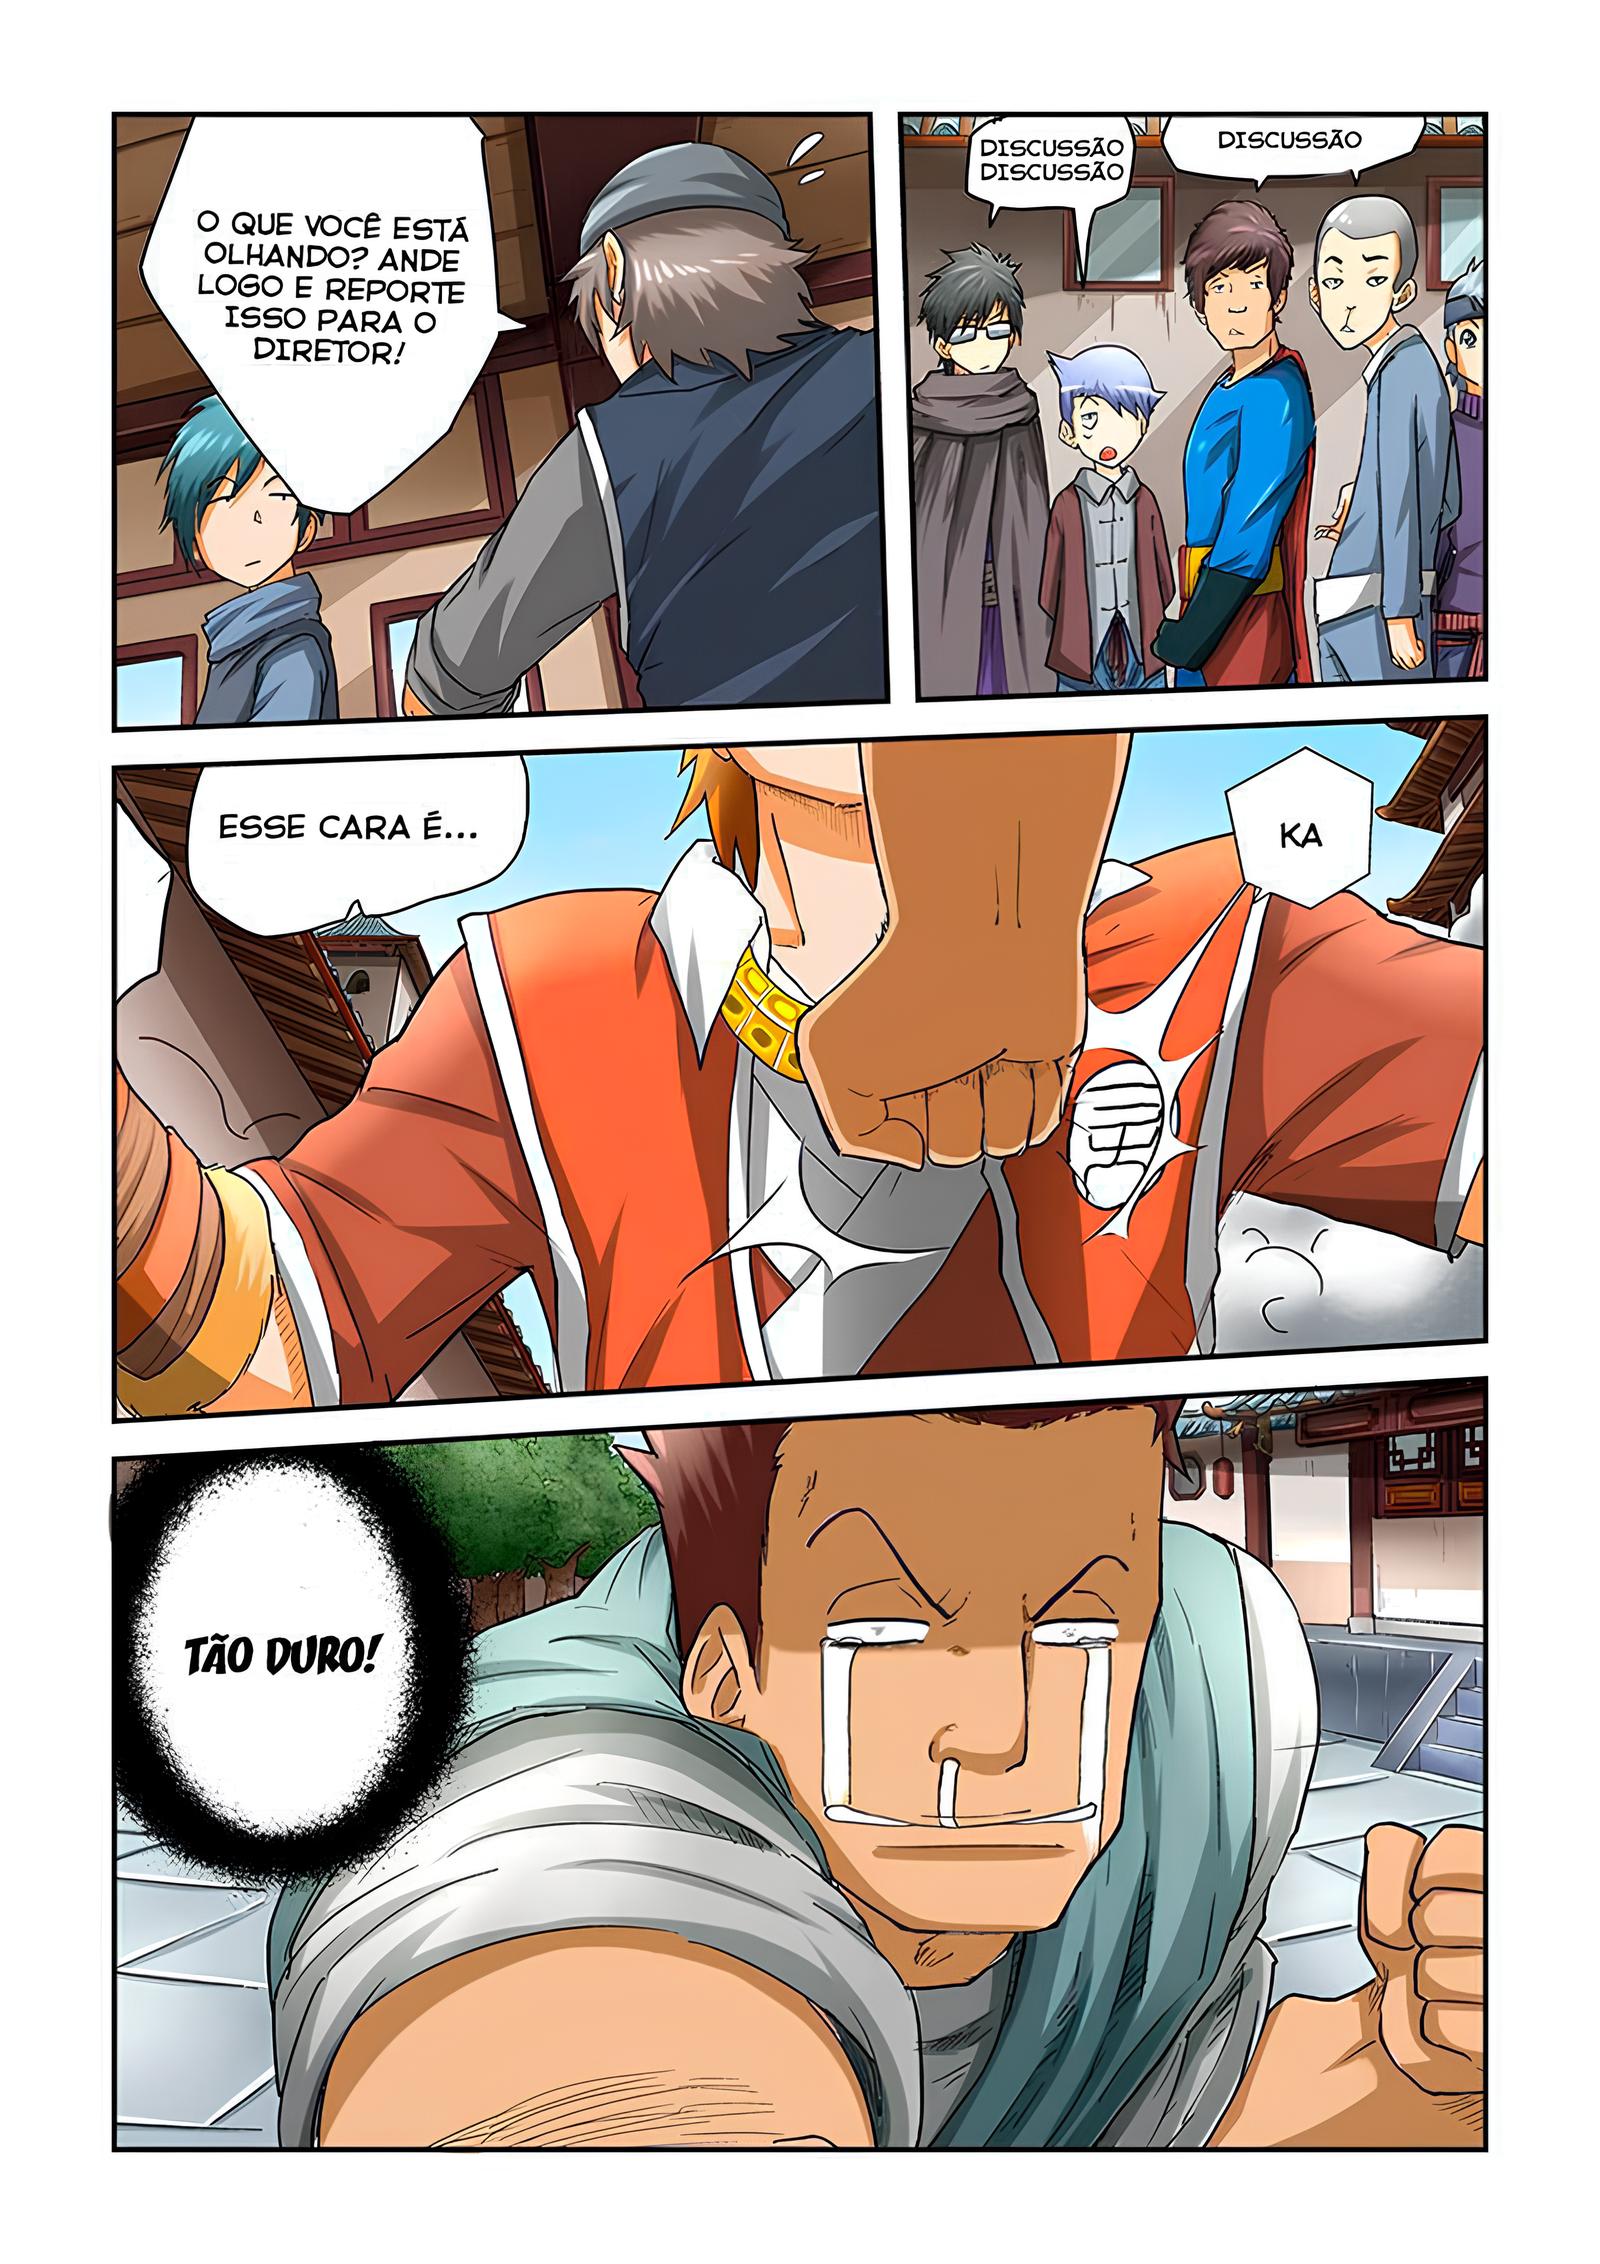 O QUE VOCÊ ESTÁ
OLHANDO? ANDE
LOGO E REPORTE
ISSO PARA O
DIRETOR!
DISCUSSÃO
DISCUSSÃO
DISCUSSÃO
ESSE CARA É...
KA
TÃO DURO!